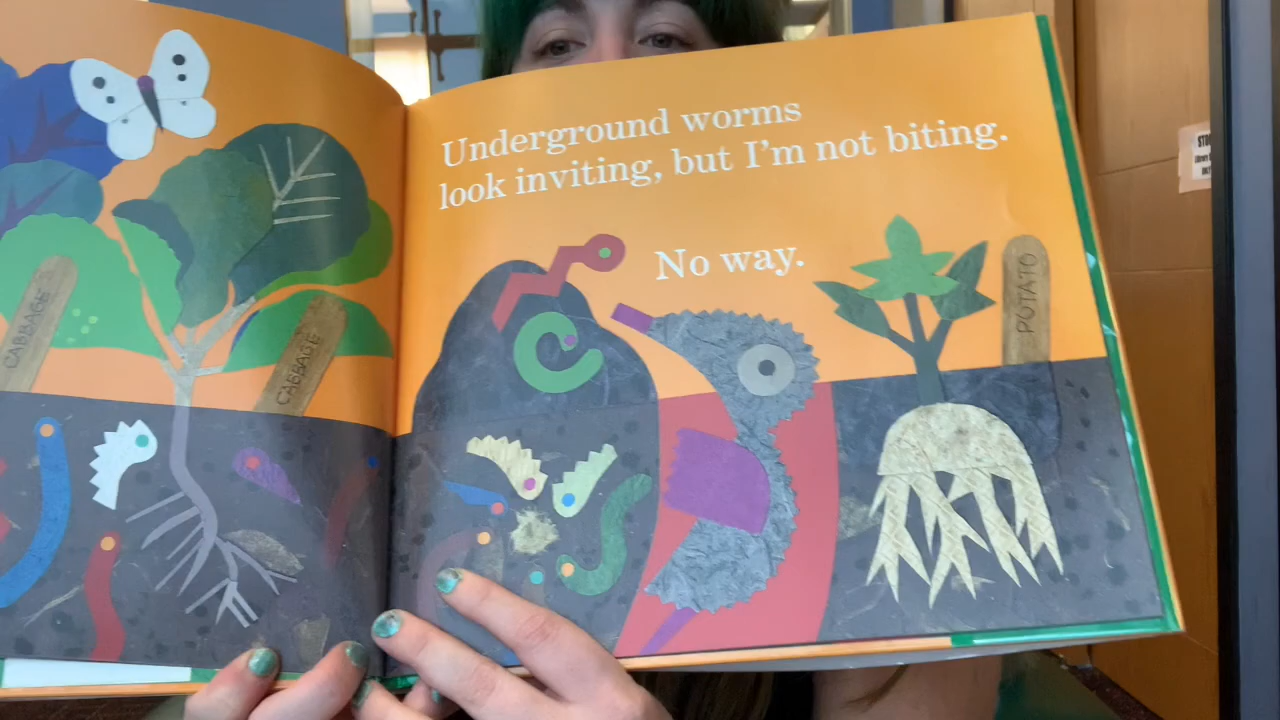 CABBAGE
CABBAGE
Underground worms
look inviting, but I'm not biting.
No way.
POTATO